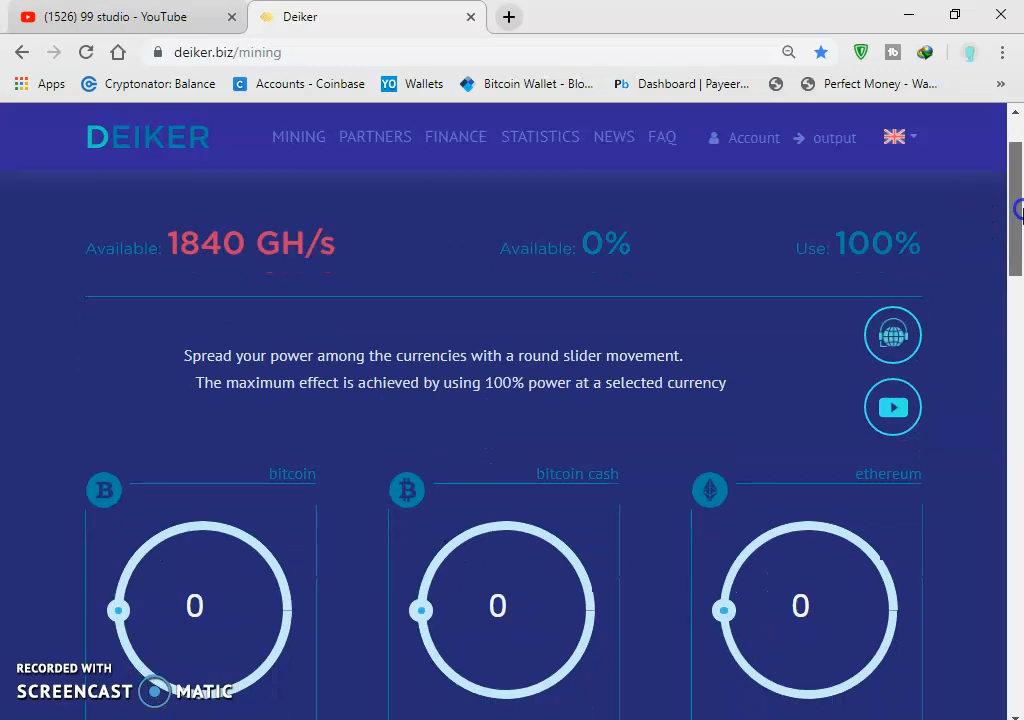 (1526) 99 studio - YouTube
Deiker
deiker.biz/mining
Apps
Cryptonator: Balance
Accounts - Coinbase
Wallets
Bitcoin Wallet - Blo...
Dashboard | Payeer...
Perfect Money - Wa...
DEIKER
MINING PARTNERS FINANCE STATISTICS NEWS FAQ Account output
Available: 1840 GH/s
Available: 0%
Use: 100%
Spread your power among the currencies with a round slider movement.
The maximum effect is achieved by using 100% power at a selected currency
bitcoin
bitcoin cash
ethereum
0
0
0
RECORDED WITH
SCREENCAST MATIC